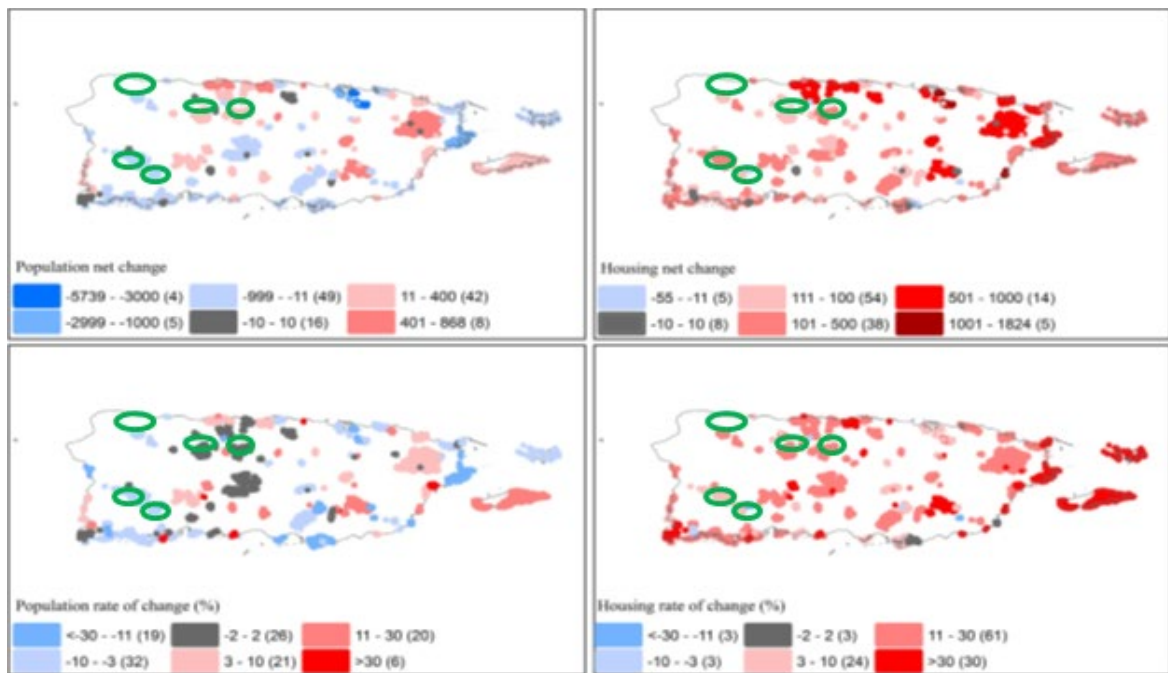 Population net change
-5739 - -3000 (4) -999 - -11 (49) 11 - 400 (42)
-2999 - -1000 (5) -10 - 10 (16) 401 - 868 (8)
Housing net change
-55 - -11 (5) 111 - 100 (54) 501 - 1000 (14)
-10 - 10 (8) 101 - 500 (38) 1001 - 1824 (5)
Population rate of change (%)
<-30 - -11 (19) -2 - 2 (26) 11 - 30 (20)
-10 - -3 (32) 3 - 10 (21) >30 (6)
Housing rate of change (%)
<-30 - -11 (3) -2 - 2 (3) 11 - 30 (61)
-10 - -3 (3) 3 - 10 (24) >30 (30)